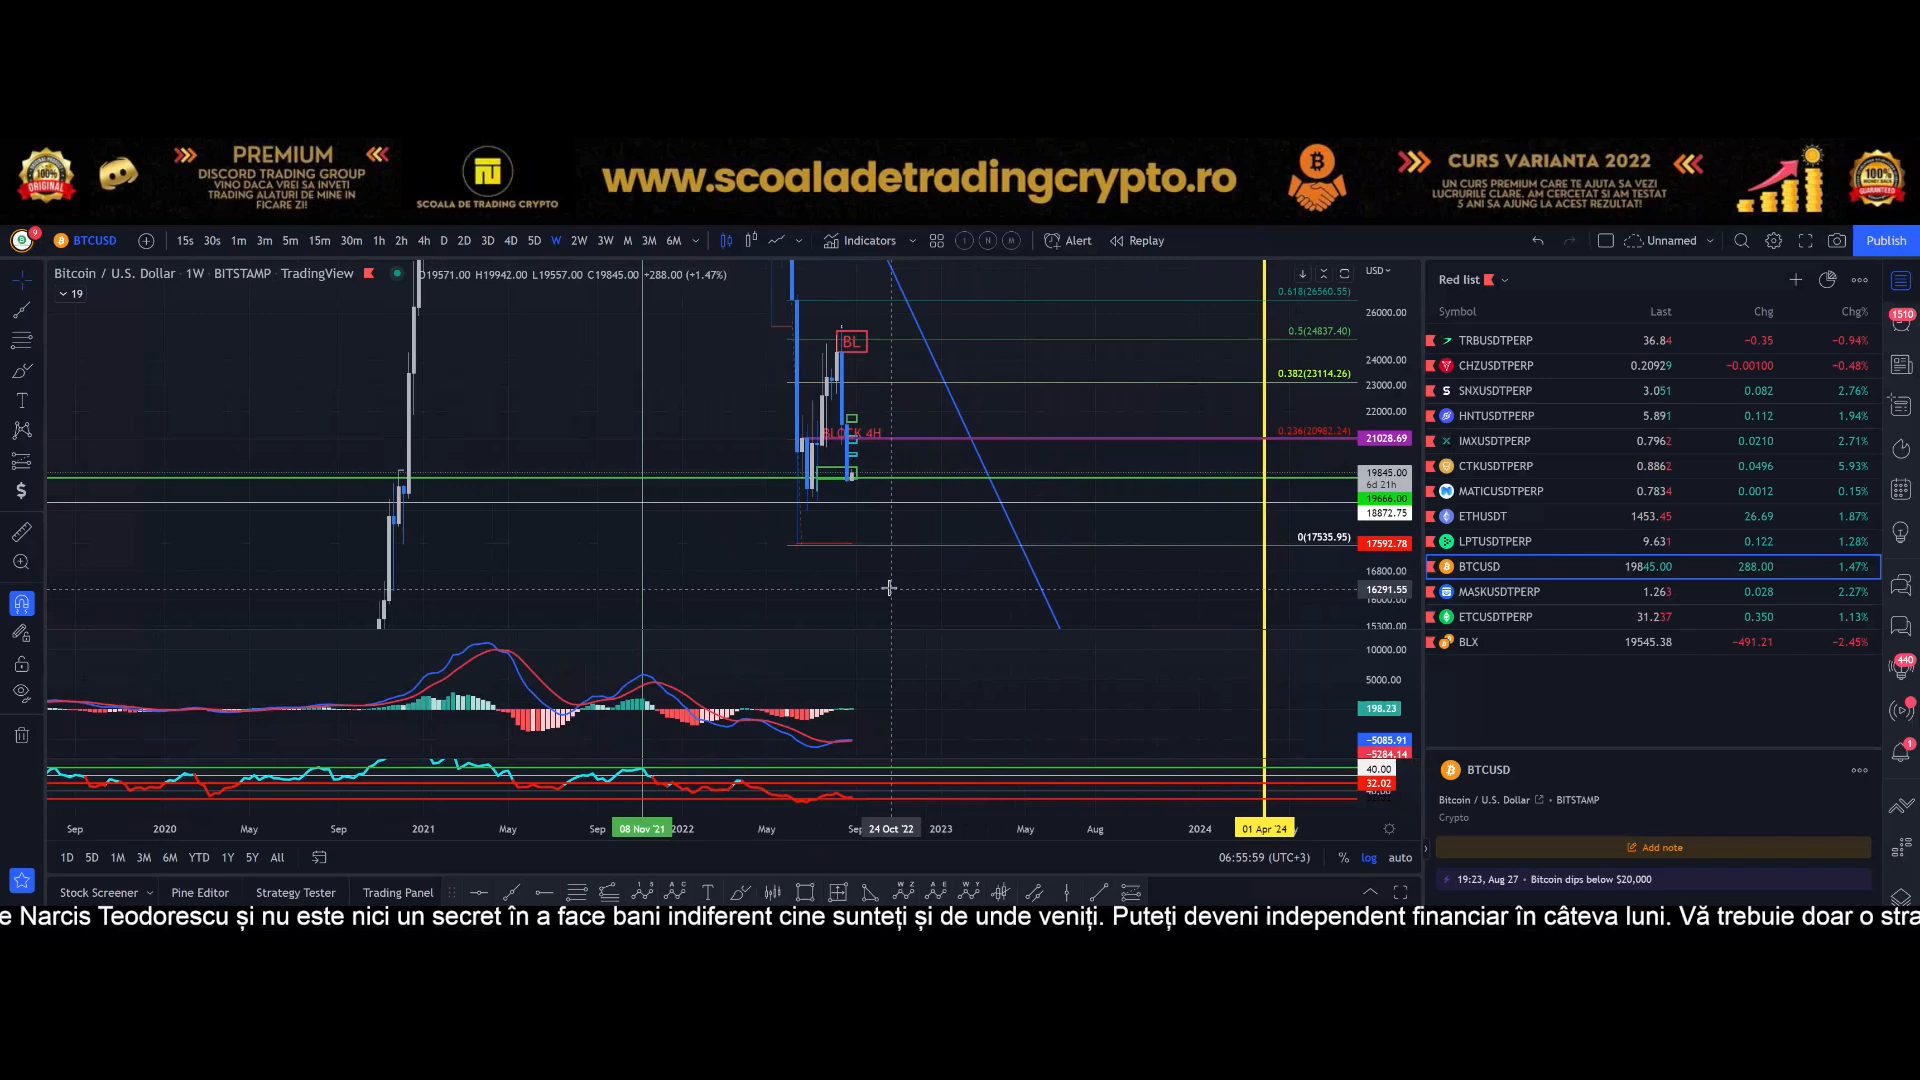 PREMIUM
DISCORD TRADING GROUP
VINO DACA VREI SA INVETI
TRADING ALATURI DE MINE IN
FICARE ZI!
SCOALA DE TRADING CRYPTO
www.scoaladetradingcrypto.ro
CURS VARIANTA 2022
UN CURS PREMIUM CARE TE AJUTA SA VEZI
LUCRURILE CLARE. AM CERCETAT SI AM TESTAT
5 ANI SA AJUNG LA ACEST REZULTAT!
100%
ORIGINAL
100%
GUARANTEED
9 BTCUSD 15s 30s 1m 3m 5m 15m 30m 1h 2h 4h D 2D 3D 4D 5D W 2W 3W M 3M 6M Indicators Alert Replay Unnamed Publish
Bitcoin / U.S. Dollar · 1W · BITSTAMP · TradingView O19571.00 H19942.00 L19557.00 C19845.00 +288.00 (+1.47%)
19
USD
0.618(26560.55)
26000.00
0.5(24837.40)
BL
24000.00
0.382(23114.26)
23000.00
22000.00
BLOCK 4H
0.236(20982.24)
21028.69
19845.00
6d 21h
19666.00
18872.75
0(17535.95)
17592.78
16800.00
16291.55
16000.00
15300.00
10000.00
5000.00
198.23
−5085.91
−5284.14
40.00
32.02
Sep 2020 May Sep 2021 May Sep 08 Nov '21 2022 May Sep 24 Oct '22 2023 May Aug 2024 01 Apr '24
1D 5D 1M 3M 6M YTD 1Y 5Y All 06:55:59 (UTC+3) % log auto
Stock Screener Pine Editor Strategy Tester Trading Panel
Red list
Symbol Last Chg Chg%
TRBUSDTPERP 36.84 −0.35 −0.94%
CHZUSDTPERP 0.20929 −0.00100 −0.48%
SNXUSDTPERP 3.051 0.082 2.76%
HNTUSDTPERP 5.891 0.112 1.94%
IMXUSDTPERP 0.7962 0.0210 2.71%
CTKUSDTPERP 0.8862 0.0496 5.93%
MATICUSDTPERP 0.7834 0.0012 0.15%
ETHUSDT 1453.45 26.69 1.87%
LPTUSDTPERP 9.631 0.122 1.28%
BTCUSD 19845.00 288.00 1.47%
MASKUSDTPERP 1.263 0.028 2.27%
ETCUSDTPERP 31.237 0.350 1.13%
BLX 19545.38 −491.21 −2.45%
BTCUSD
Bitcoin / U.S. Dollar · BITSTAMP
Crypto
Add note
19:23, Aug 27 • Bitcoin dips below $20,000
1510
440
1
e Narcis Teodorescu și nu este nici un secret în a face bani indiferent cine sunteți și de unde veniți. Puteți deveni independent financiar în câteva luni. Vă trebuie doar o stra